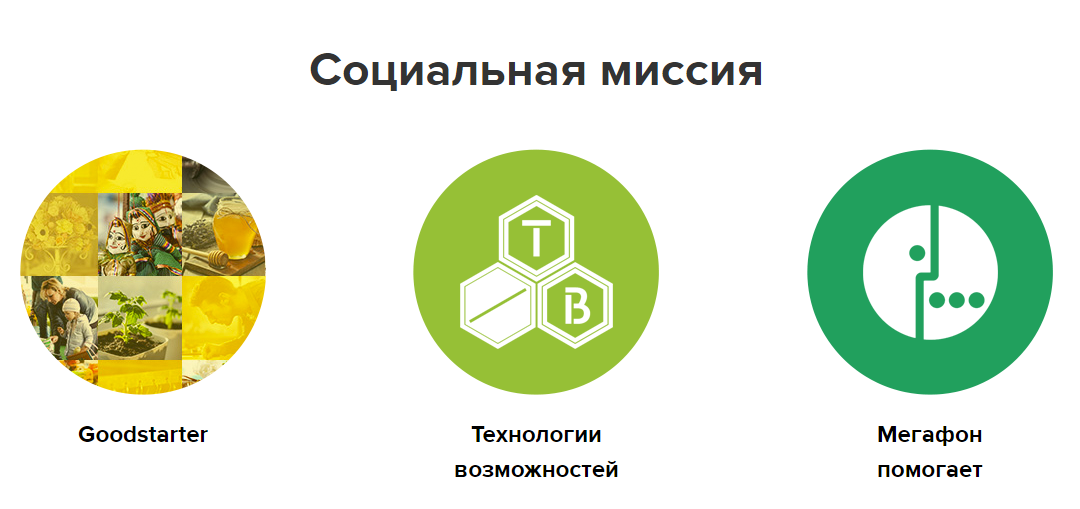 Социальная миссия
Т
В
Goodstarter
Технологии
возможностей
Мегафон
помогает